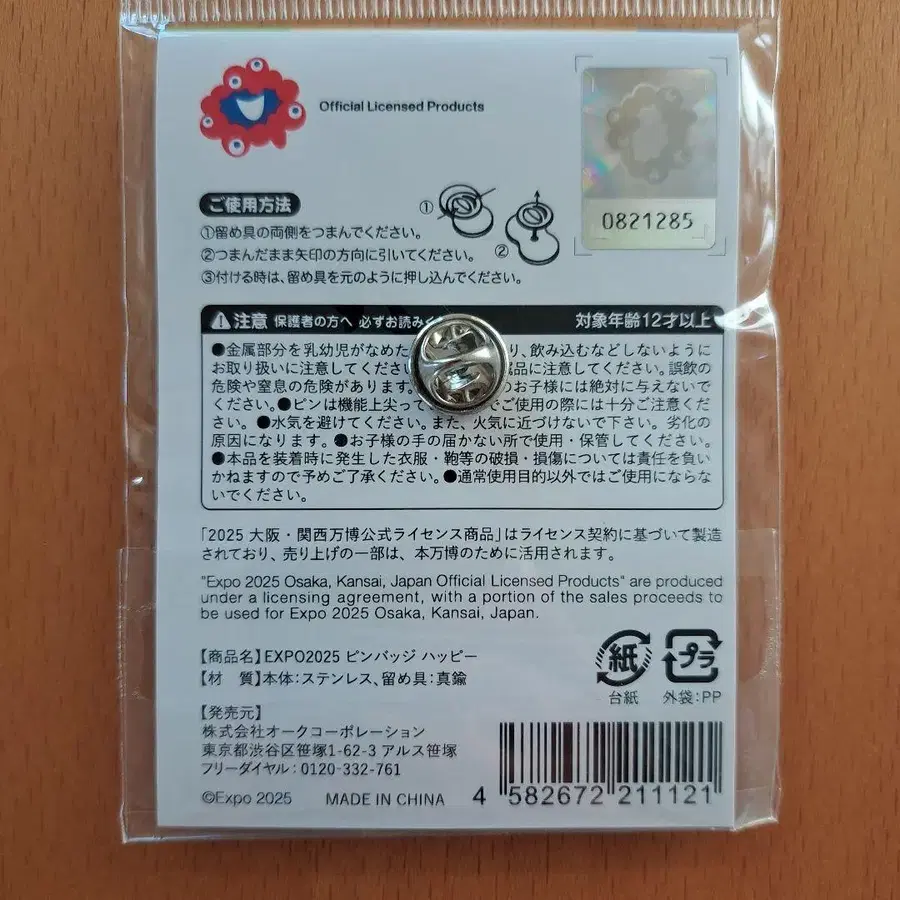 Official Licensed Products
0821285
ご使用方法
①留め具の両側をつまんでください。
②つまんだまま矢印の方向に引いてください。
③付ける時は、留め具を元のように押し込んでください。
① ②
⚠注意 保護者の方へ 必ずお読みく 対象年齢12才以上
●金属部分を乳幼児がなめた り、飲み込むなどしないように
お取り扱いに注意してくださ 品に注意してください。誤飲の
危険や窒息の危険があります。 のお子様には絶対に与えないで
ください。●ピンは機能上尖って でご使用の際には十分ご注意くださ
い。●水気を避けてください。また、火気に近づけないで下さい。劣化の
原因になります。●お子様の手の届かない所で使用・保管してください。
●本品を装着時に発生した衣服・鞄等の破損・損傷については責任を負い
かねますので予めご了承ください。●通常使用目的以外ではご使用にならな
いでください。
「2025 大阪・関西万博公式ライセンス商品」はライセンス契約に基づいて製造
されており、売り上げの一部は、本万博のために活用されます。
"Expo 2025 Osaka, Kansai, Japan Official Licensed Products" are produced
under a licensing agreement, with a portion of the sales proceeds to
be used for Expo 2025 Osaka, Kansai, Japan.
【商品名】EXPO2025 ピンバッジ ハッピー
【材　質】本体：ステンレス、留め具：真鍮
紙 プラ
台紙 外袋：PP
【発売元】
株式会社オークコーポレーション
東京都渋谷区笹塚1-62-3 アルス笹塚
フリーダイヤル：0120-332-761
©Expo 2025 MADE IN CHINA
4 582672 211121